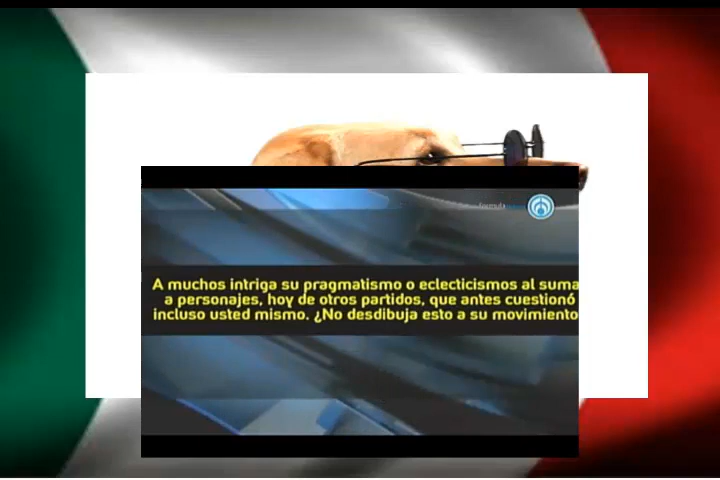 fórmula
A muchos intriga su pragmatismo o eclecticismos al suma
a personajes, hoy de otros partidos, que antes cuestionó
incluso usted mismo. ¿No desdibuja esto a su movimiento